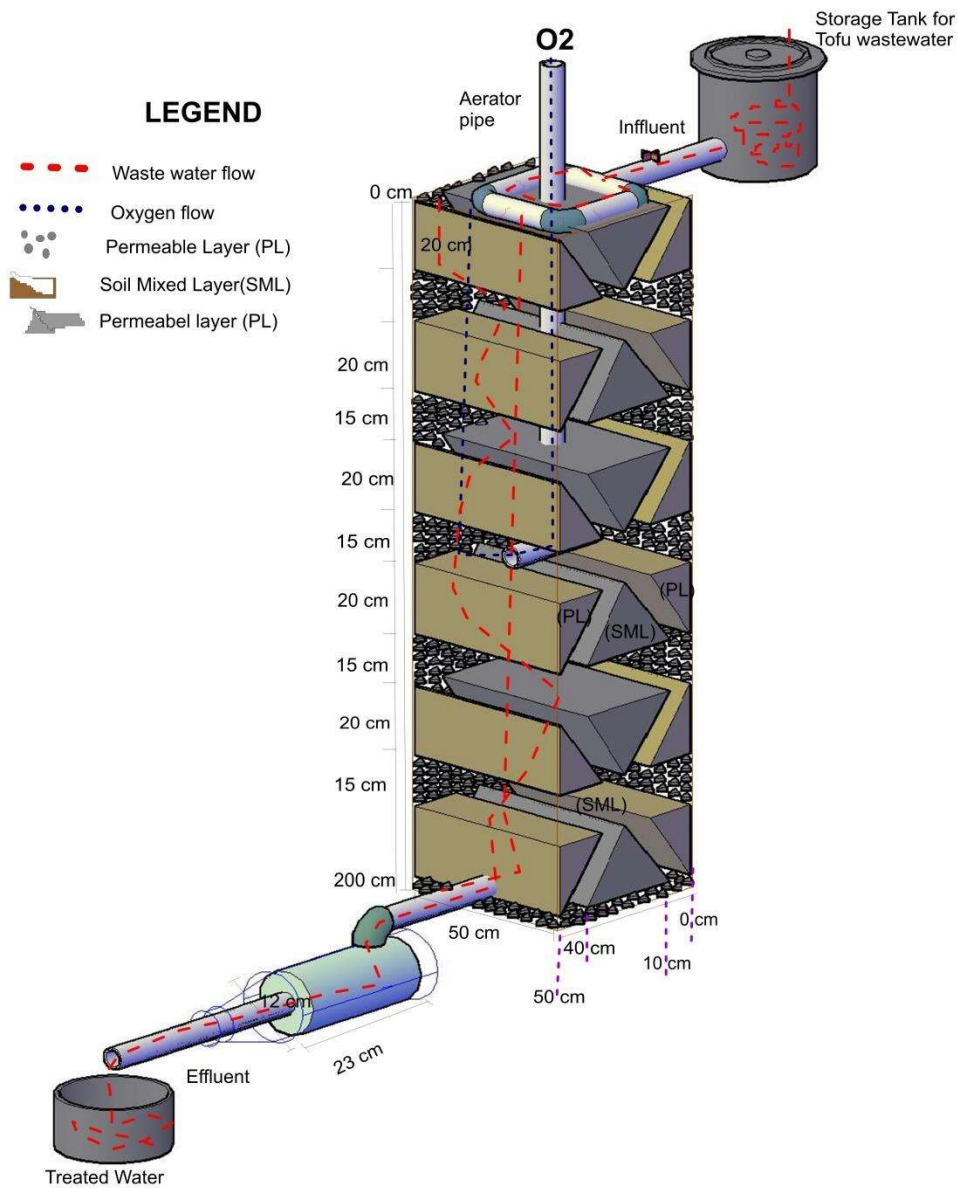 Storage Tank for
Tofu wastewater
O2
Aerator
pipe
Inffluent
LEGEND
Waste water flow
Oxygen flow
Permeable Layer (PL)
Soil Mixed Layer(SML)
Permeabel layer (PL)
0 cm
20 cm
20 cm
15 cm
20 cm
15 cm
20 cm
15 cm
20 cm
15 cm
200 cm
(PL)
(SML)
(PL)
(SML)
50 cm
50 cm
40 cm
10 cm
0 cm
12 cm
23 cm
Effluent
Treated Water